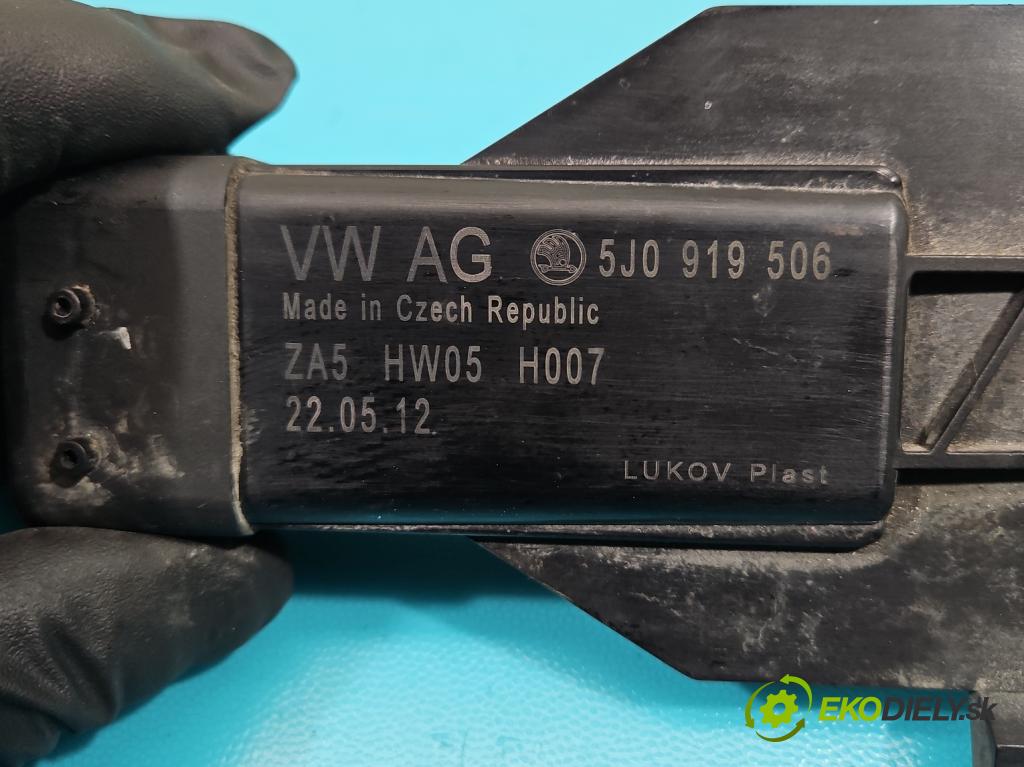 VW AG 5J0 919 506
Made in Czech Republic
ZA5 HW05 H007
22.05.12.
LUKOV Plast
EKODIELY.sk